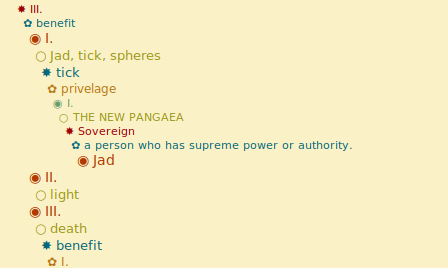 III.
benefit
I.
Jad, tick, spheres
tick
privelage
I.
THE NEW PANGAEA
Sovereign
a person who has supreme power or authority.
Jad
II.
light
III.
death
benefit
I.